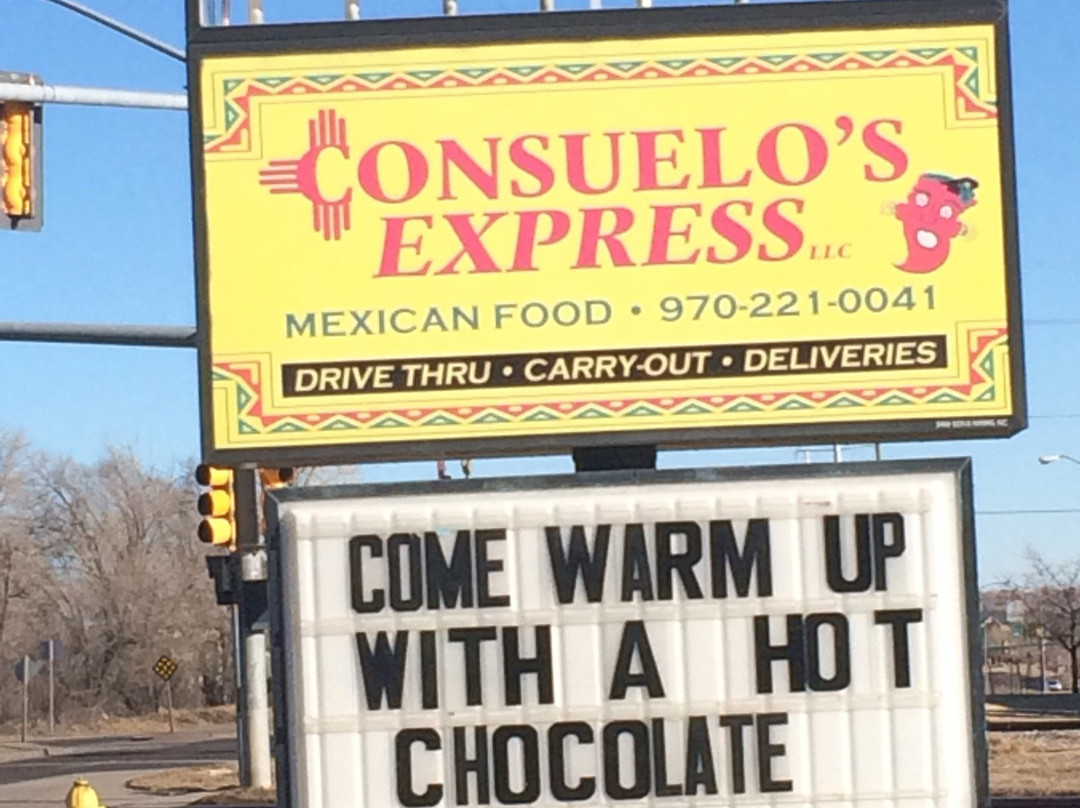 CONSUELO'S
EXPRESS LLC
MEXICAN FOOD • 970-221-0041
DRIVE THRU • CARRY-OUT • DELIVERIES
COME WARM UP
WITH A HOT
CHOCOLATE